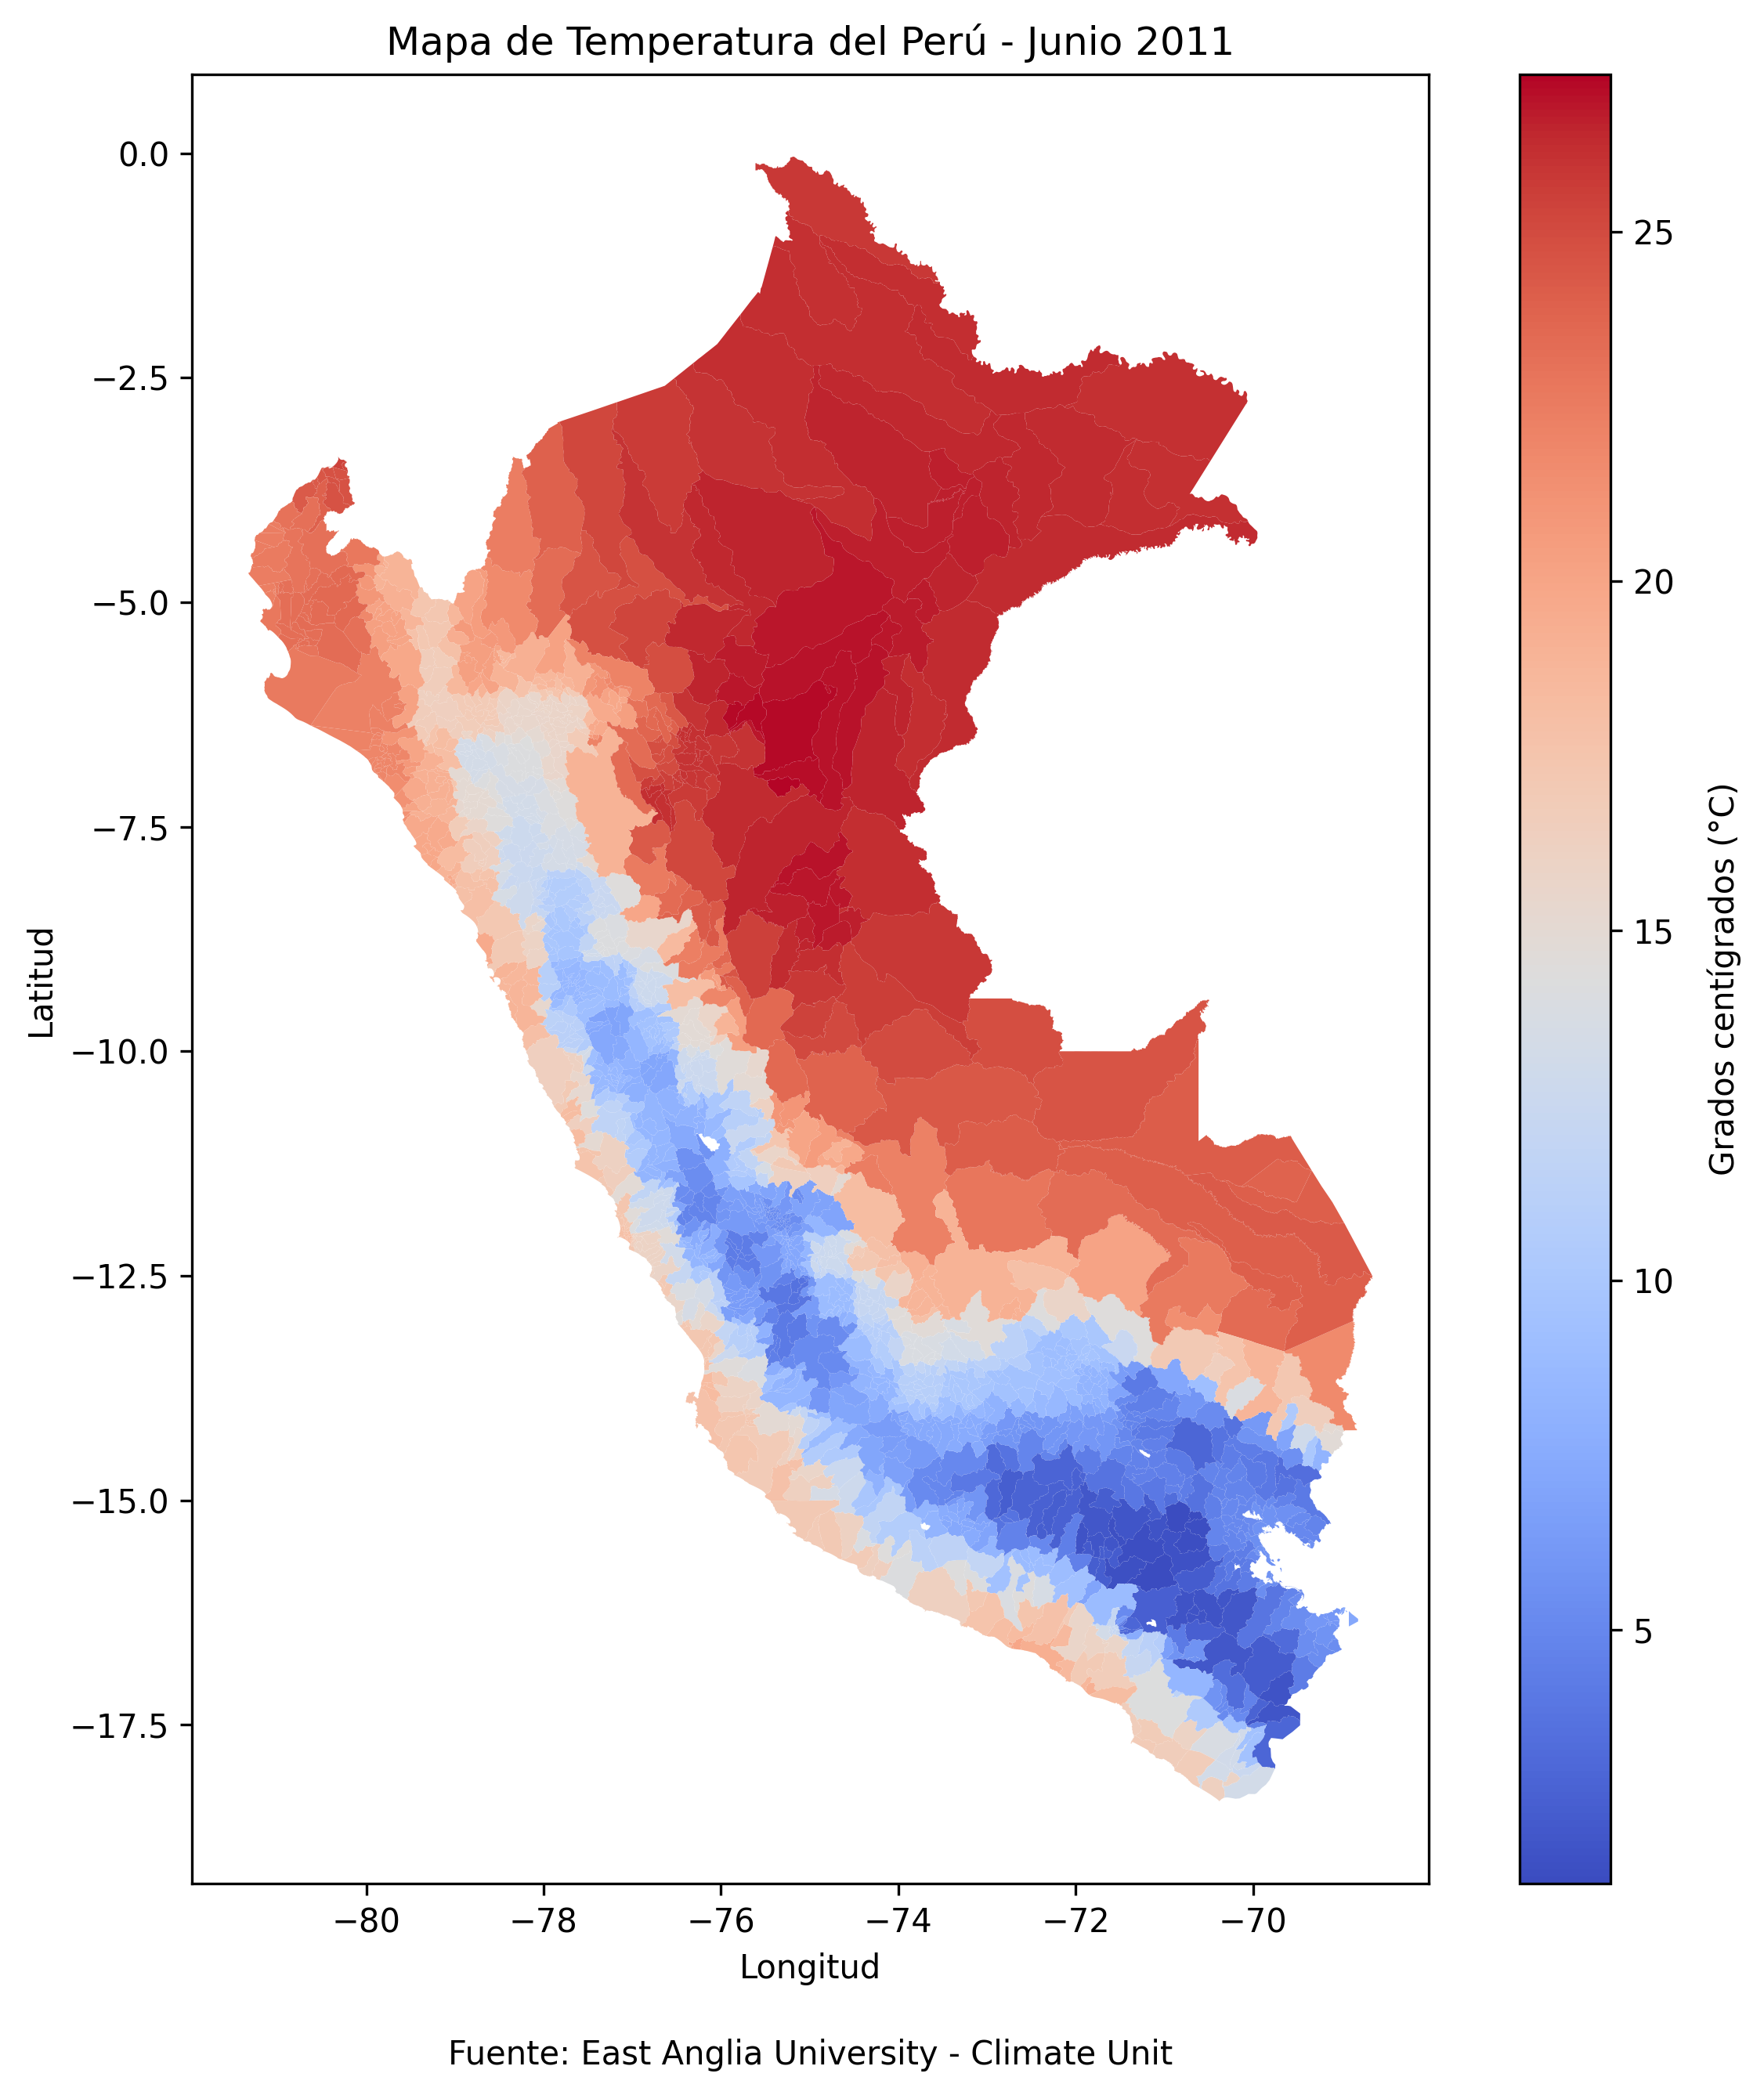 Mapa de Temperatura del Perú - Junio 2011
0.0
−2.5
−5.0
−7.5
−10.0
−12.5
−15.0
−17.5
Latitud
−80 −78 −76 −74 −72 −70
Longitud
25
20
15
10
5
Grados centígrados (°C)
Fuente: East Anglia University - Climate Unit